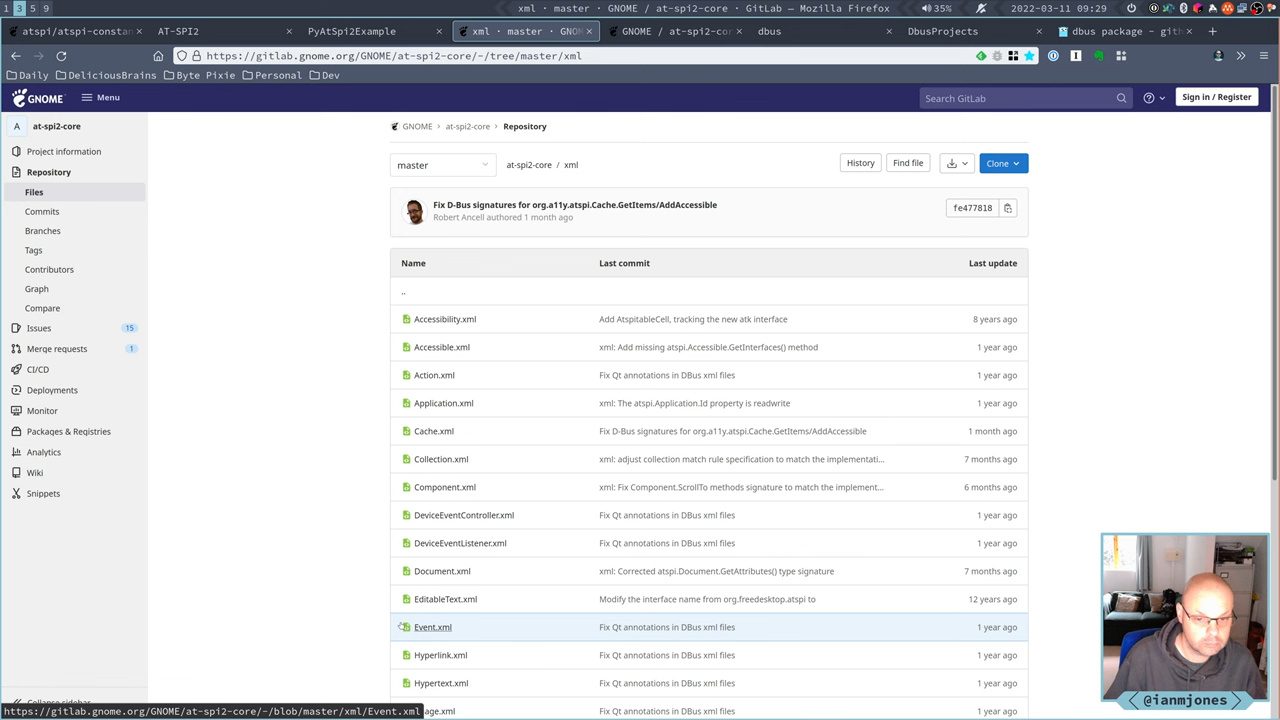 1 3 5 9 xml · master · GNOME / at-spi2-core · GitLab — Mozilla Firefox 35% 2022-03-11 09:29
atspi/atspi-constan × AT-SPI2 × PyAtSpi2Example × xml · master · GNOM × GNOME / at-spi2-cor × dbus × DbusProjects × dbus package - gith × +
https://gitlab.gnome.org/GNOME/at-spi2-core/-/tree/master/xml
Daily DeliciousBrains Byte Pixie Personal Dev
GNOME Menu Search GitLab Sign in / Register
A at-spi2-core
Project information
Repository
Files
Commits
Branches
Tags
Contributors
Graph
Compare
Issues 15
Merge requests 1
CI/CD
Deployments
Monitor
Packages & Registries
Analytics
Wiki
Snippets
Collapse sidebar
GNOME › at-spi2-core › Repository
master at-spi2-core / xml History Find file Clone
Fix D-Bus signatures for org.a11y.atspi.Cache.GetItems/AddAccessible
Robert Ancell authored 1 month ago
fe477818
Name Last commit Last update
..
Accessibility.xml Add AtspitableCell, tracking the new atk interface 8 years ago
Accessible.xml xml: Add missing atspi.Accessible.GetInterfaces() method 1 year ago
Action.xml Fix Qt annotations in DBus xml files 1 year ago
Application.xml xml: The atspi.Application.Id property is readwrite 1 year ago
Cache.xml Fix D-Bus signatures for org.a11y.atspi.Cache.GetItems/AddAccessible 1 month ago
Collection.xml xml: adjust collection match rule specification to match the implementati... 7 months ago
Component.xml xml: Fix Component.ScrollTo methods signature to match the implement... 6 months ago
DeviceEventController.xml Fix Qt annotations in DBus xml files 1 year ago
DeviceEventListener.xml Fix Qt annotations in DBus xml files 1 year ago
Document.xml xml: Corrected atspi.Document.GetAttributes() type signature 7 months ago
EditableText.xml Modify the interface name from org.freedesktop.atspi to 12 years ago
Event.xml Fix Qt annotations in DBus xml files 1 year ago
Hyperlink.xml Fix Qt annotations in DBus xml files 1 year ago
Hypertext.xml Fix Qt annotations in DBus xml files 1 year ago
age.xml Fix Qt annotations in DBus xml files 1 year ago
https://gitlab.gnome.org/GNOME/at-spi2-core/-/blob/master/xml/Event.xml
@ianmjones